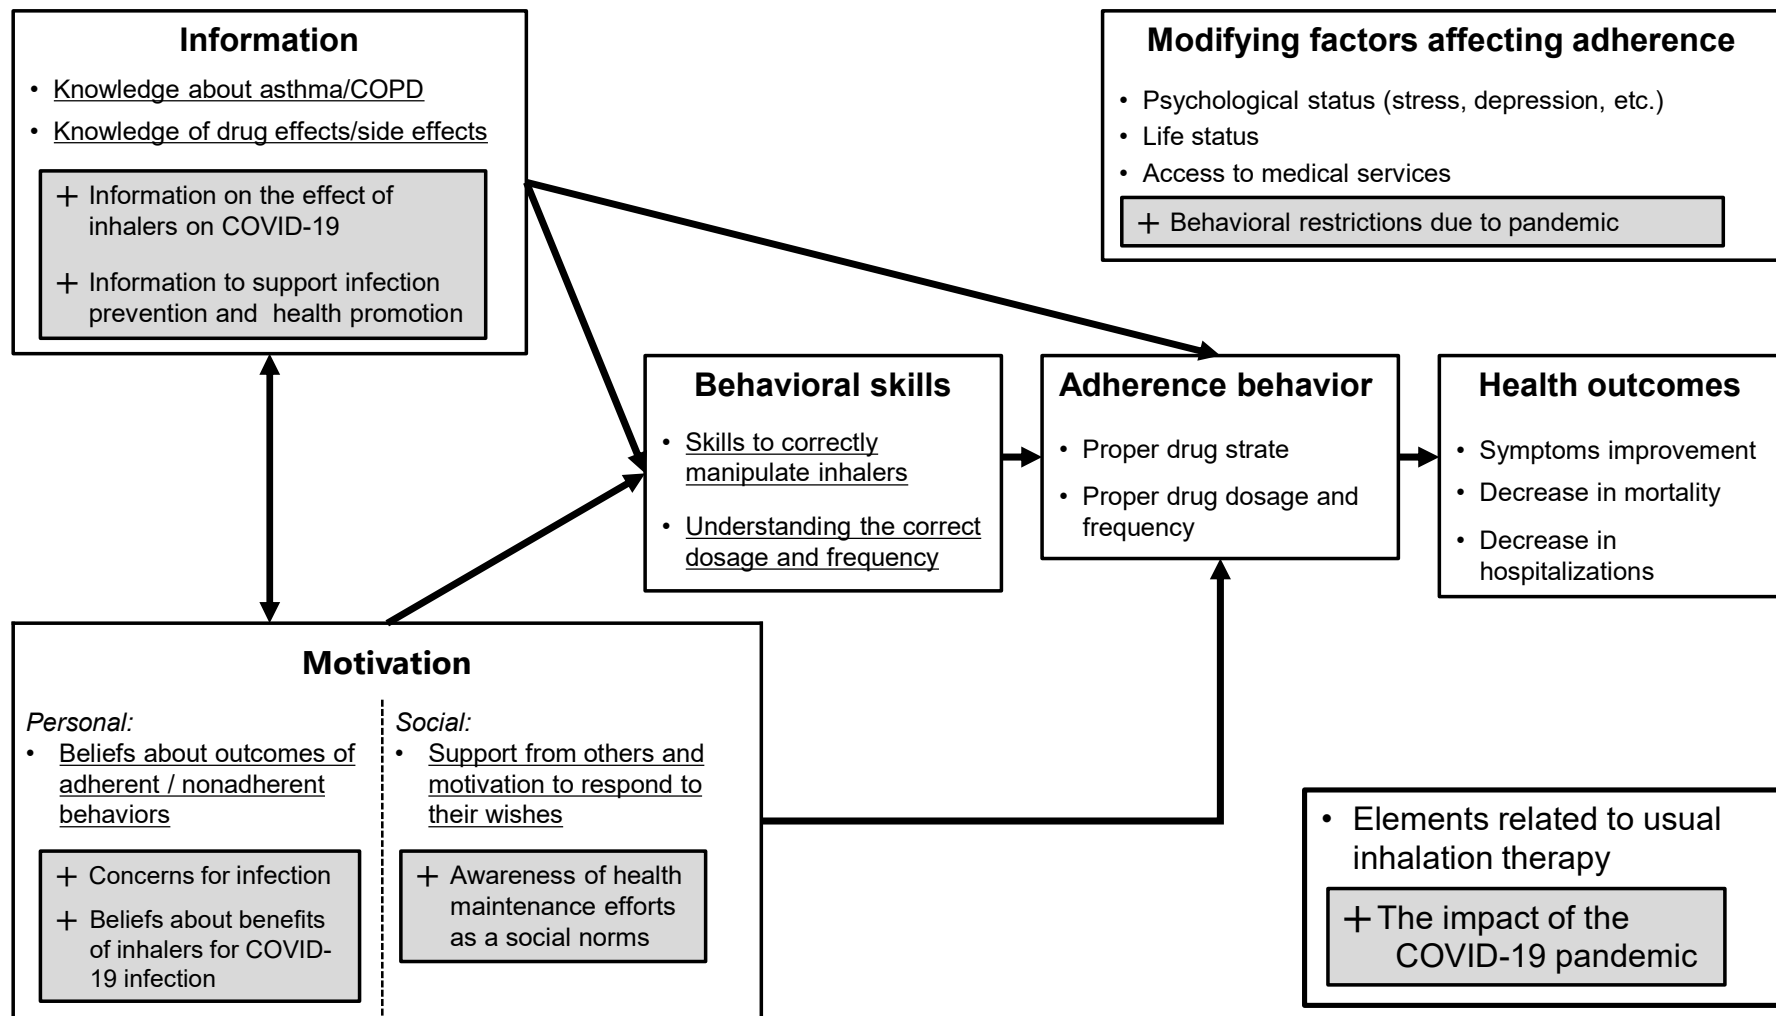 Information
• Knowledge about asthma/COPD
• Knowledge of drug effects/side effects
+ Information on the effect of
inhalers on COVID-19
+ Information to support infection
prevention and health promotion
Modifying factors affecting adherence
• Psychological status (stress, depression, etc.)
• Life status
• Access to medical services
+ Behavioral restrictions due to pandemic
Behavioral skills
• Skills to correctly
manipulate inhalers
• Understanding the correct
dosage and frequency
Adherence behavior
• Proper drug strate
• Proper drug dosage and
frequency
Health outcomes
• Symptoms improvement
• Decrease in mortality
• Decrease in
hospitalizations
Motivation
Personal:
• Beliefs about outcomes of
adherent / nonadherent
behaviors
+ Concerns for infection
+ Beliefs about benefits
of inhalers for COVID-
19 infection
Social:
• Support from others and
motivation to respond to
their wishes
+ Awareness of health
maintenance efforts
as a social norms
• Elements related to usual
inhalation therapy
+ The impact of the
COVID-19 pandemic